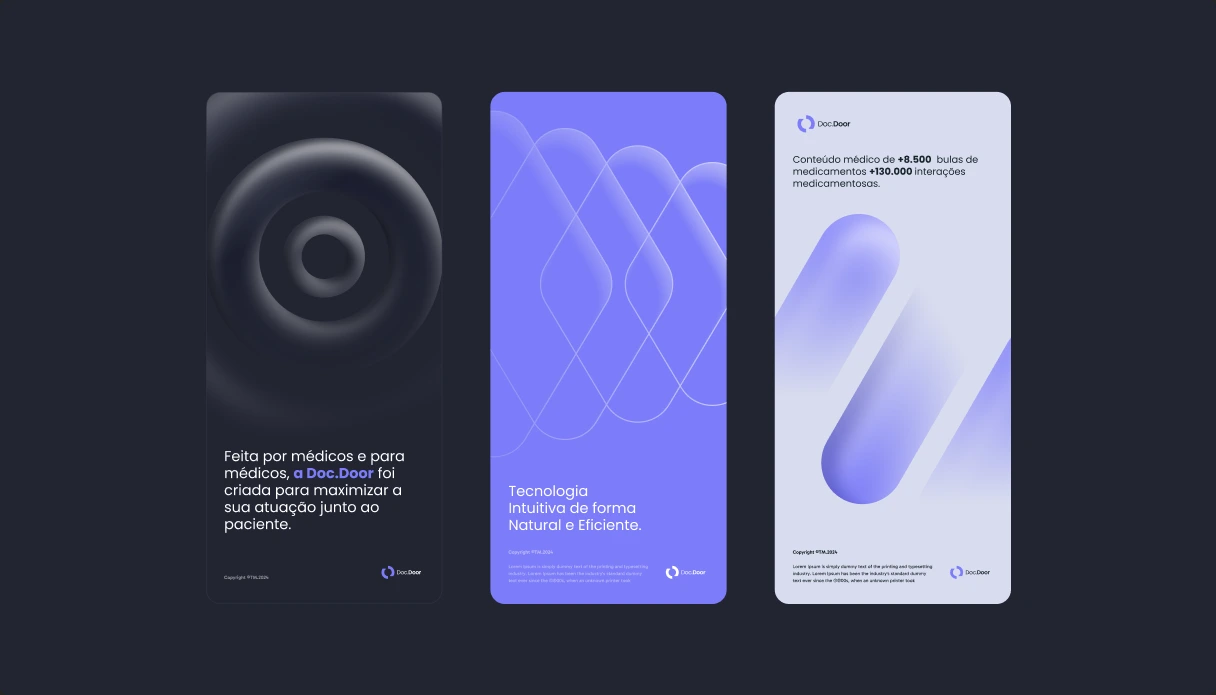 Feita por médicos e para
médicos, a Doc.Door foi
criada para maximizar a
sua atuação junto ao
paciente.
Copyright ©TM.2024
Doc.Door
Tecnologia
Intuitiva de forma
Natural e Eficiente.
Copyright ©TM.2024
Lorem Ipsum is simply dummy text of the printing and typesetting
industry. Lorem Ipsum has been the industry's standard dummy
text ever since the 1500s, when an unknown printer took
Doc.Door
Doc.Door
Conteúdo médico de +8.500 bulas de
medicamentos +130.000 interações
medicamentosas.
Copyright ©TM.2024
Lorem Ipsum is simply dummy text of the printing and typesetting
industry. Lorem Ipsum has been the industry's standard dummy
text ever since the 1500s, when an unknown printer took
Doc.Door